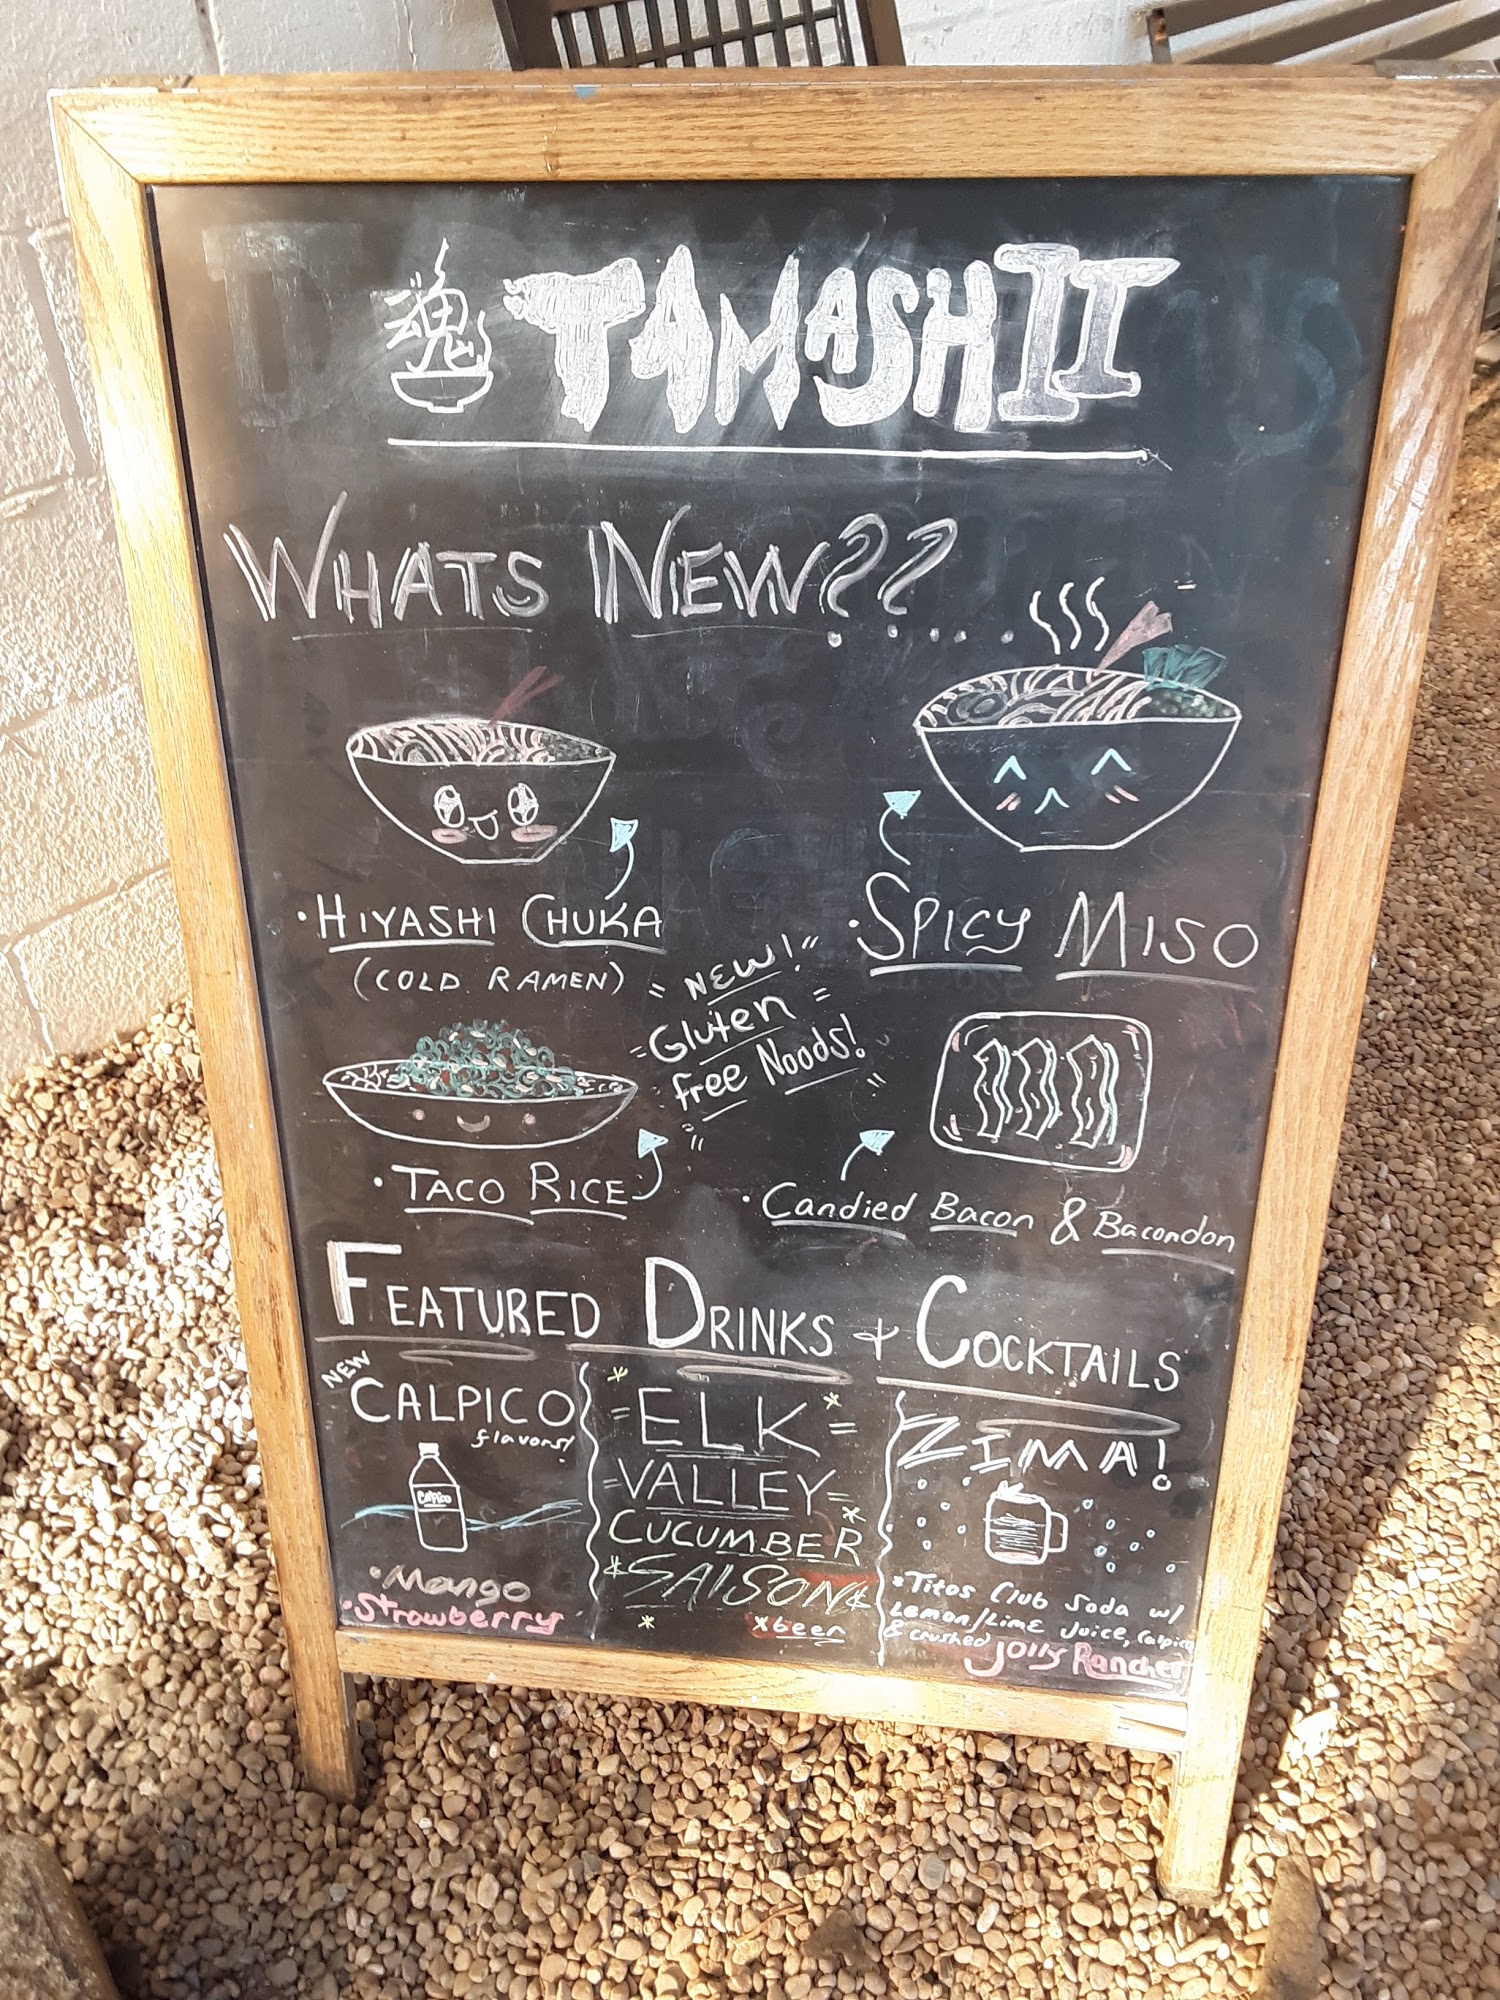 魂 TAMASHII
WHATS NEW??....
• HIYASHI CHUKA
(COLD RAMEN)
• SPICY MISO
NEW!
Gluten
free Noods!
• TACO RICE
• Candied Bacon & Bacondon
FEATURED DRINKS + COCKTAILS
NEW
CALPICO
flavors!
CALPICO
• Mango
• Strawberry
* ELK *
VALLEY
CUCUMBER *
* SAISON *
* * beer
ZIMA!
* Titos Club Soda w/
Lemon/Lime Juice, Calpico
& crushed Jolly Rancher